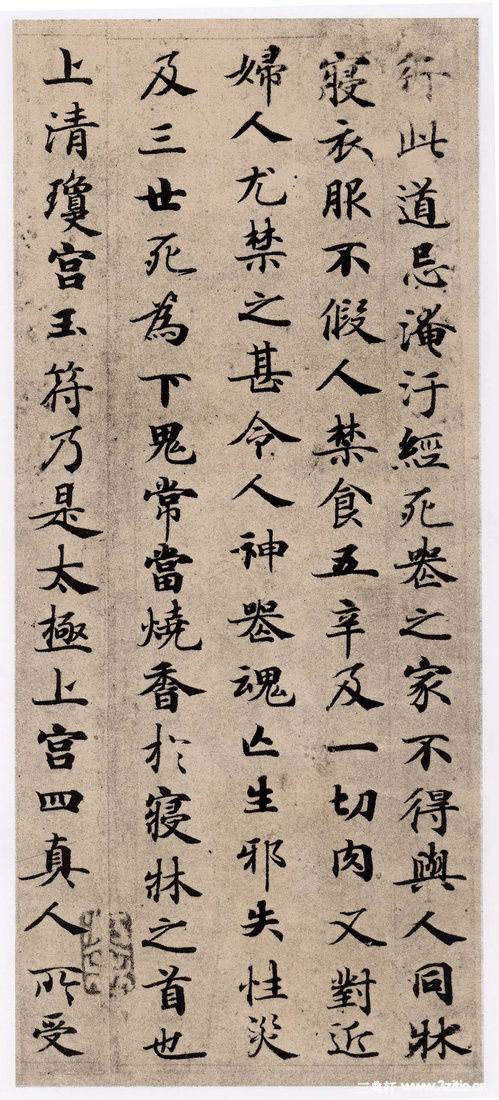 行此道忌淹汙經死喪之家不得與人同牀
寢衣服不假人禁食五辛及一切肉又對近
婦人尤禁之甚令人神喪魂亡生邪失性災
及三世死為下鬼常當燒香於寢牀之首也
上清瓊宮玉符乃是太極上宮四真人所受
www.3zitie.cn